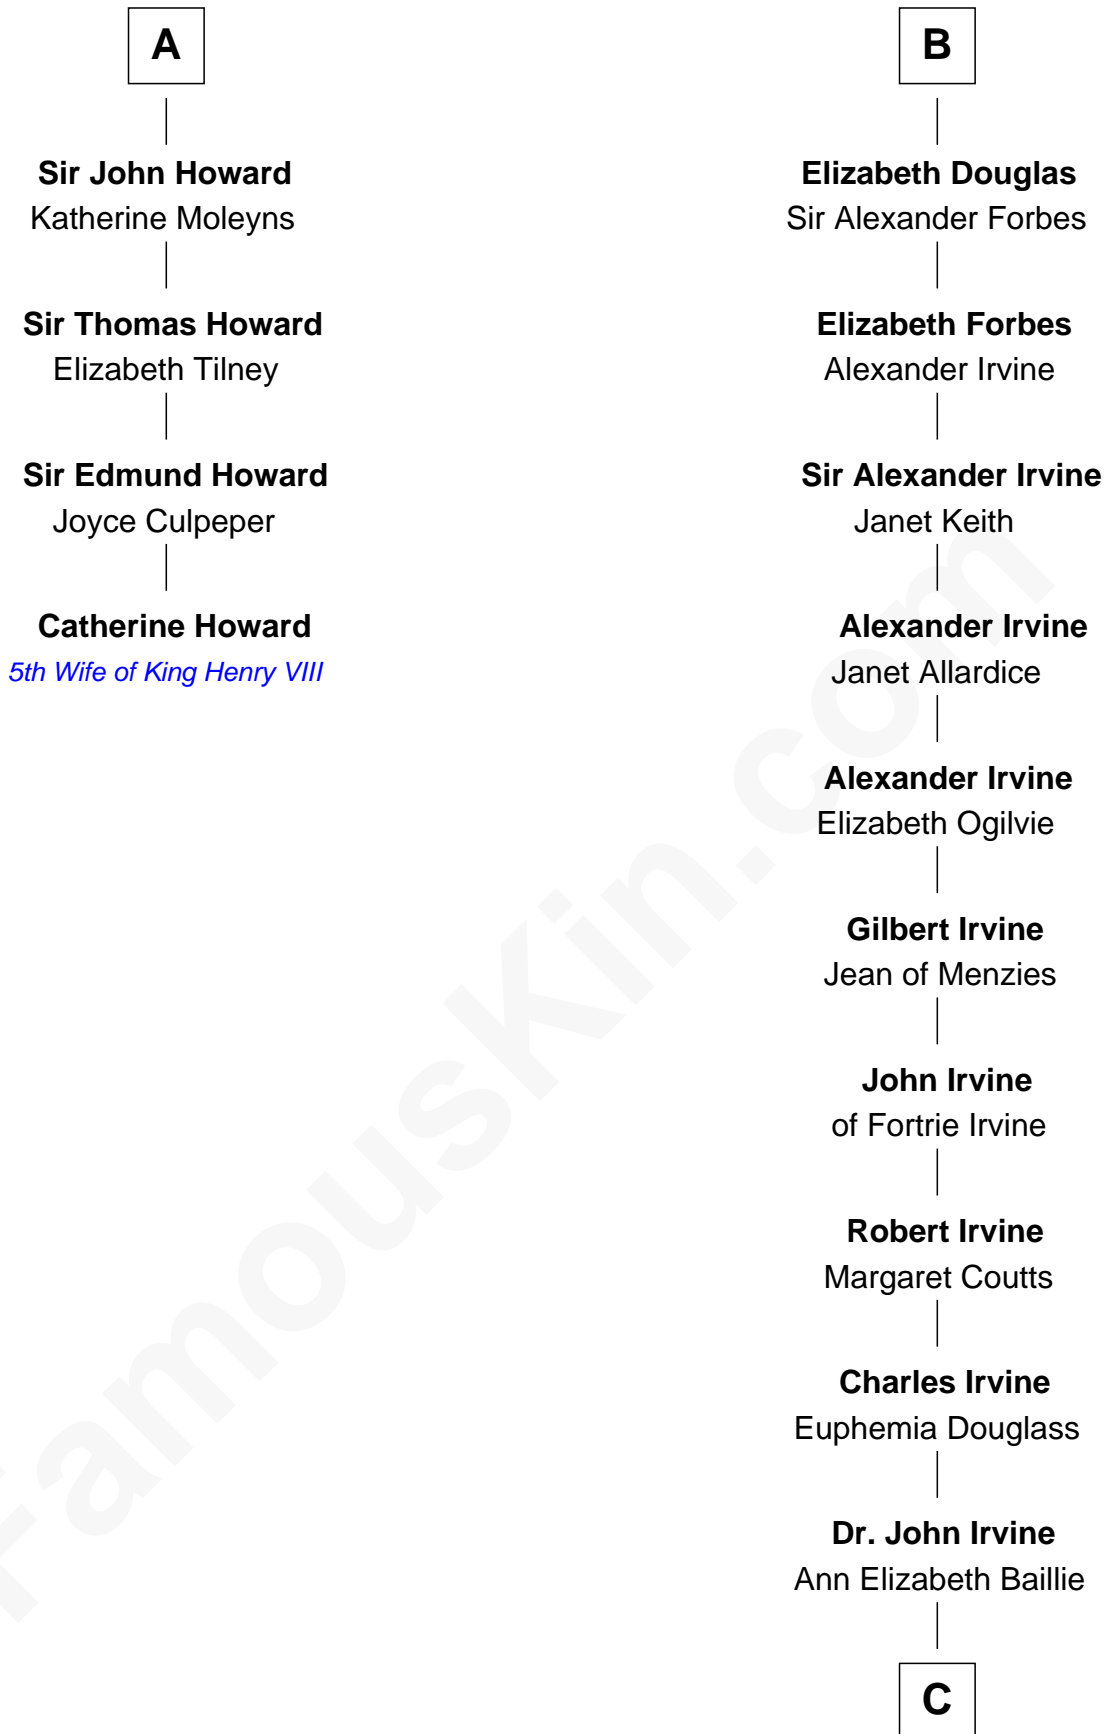 A
Sir John Howard
Katherine Moleyns
Sir Thomas Howard
Elizabeth Tilney
Sir Edmund Howard
Joyce Culpeper
Catherine Howard
5th Wife of King Henry VIII
B
Elizabeth Douglas
Sir Alexander Forbes
Elizabeth Forbes
Alexander Irvine
Sir Alexander Irvine
Janet Keith
Alexander Irvine
Janet Allardice
Alexander Irvine
Elizabeth Ogilvie
Gilbert Irvine
Jean of Menzies
John Irvine
of Fortrie Irvine
Robert Irvine
Margaret Coutts
Charles Irvine
Euphemia Douglass
Dr. John Irvine
Ann Elizabeth Baillie
C
FamousKin.com